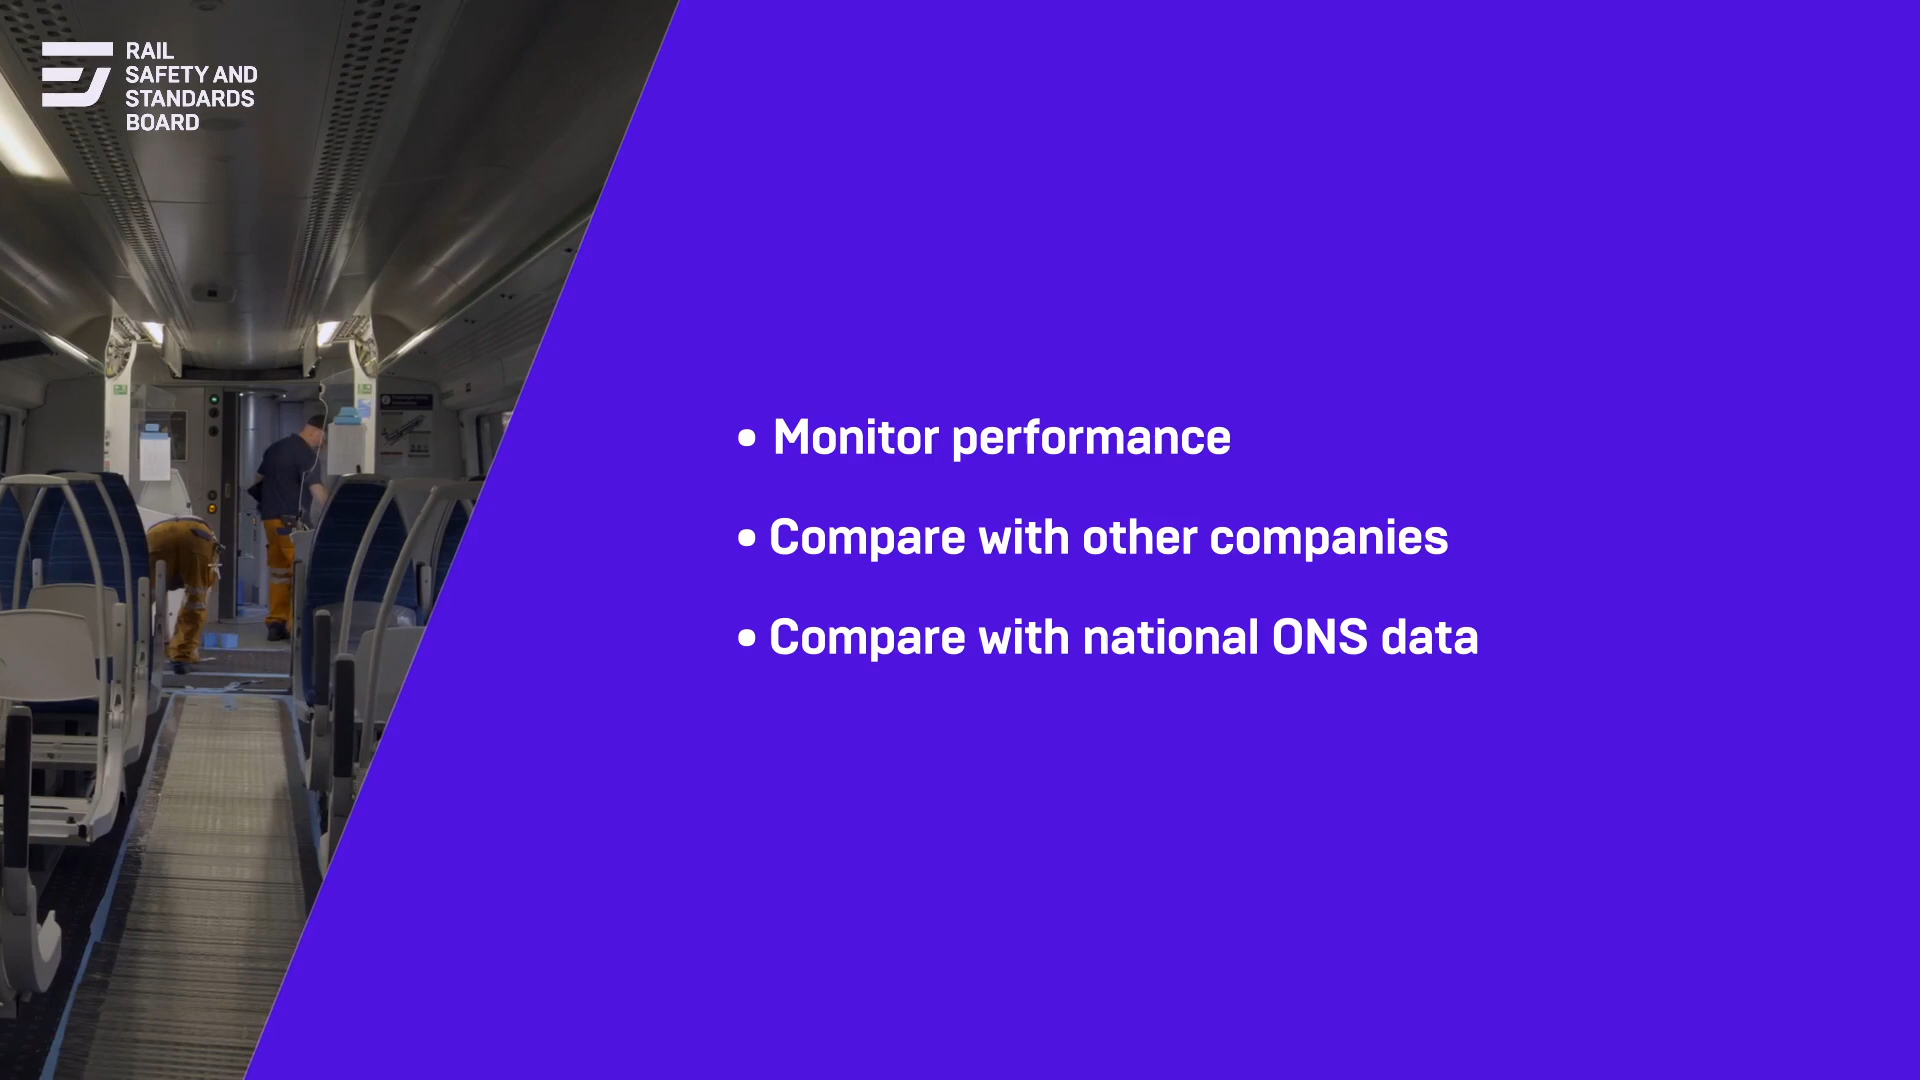 RAIL
SAFETY AND
STANDARDS
BOARD
• Monitor performance
• Compare with other companies
• Compare with national ONS data